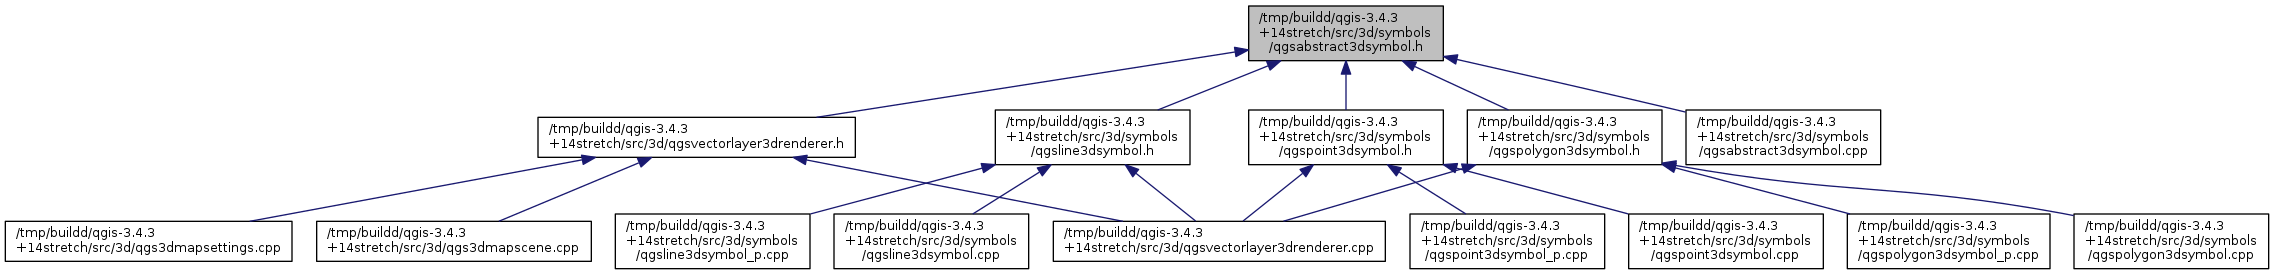 /tmp/buildd/qgis-3.4.3
+14stretch/src/3d/symbols
/qgsabstract3dsymbol.h
/tmp/buildd/qgis-3.4.3
+14stretch/src/3d/qgsvectorlayer3drenderer.h
/tmp/buildd/qgis-3.4.3
+14stretch/src/3d/symbols
/qgsline3dsymbol.h
/tmp/buildd/qgis-3.4.3
+14stretch/src/3d/symbols
/qgspoint3dsymbol.h
/tmp/buildd/qgis-3.4.3
+14stretch/src/3d/symbols
/qgspolygon3dsymbol.h
/tmp/buildd/qgis-3.4.3
+14stretch/src/3d/symbols
/qgsabstract3dsymbol.cpp
/tmp/buildd/qgis-3.4.3
+14stretch/src/3d/qgs3dmapsettings.cpp
/tmp/buildd/qgis-3.4.3
+14stretch/src/3d/qgs3dmapscene.cpp
/tmp/buildd/qgis-3.4.3
+14stretch/src/3d/symbols
/qgsline3dsymbol_p.cpp
/tmp/buildd/qgis-3.4.3
+14stretch/src/3d/symbols
/qgsline3dsymbol.cpp
/tmp/buildd/qgis-3.4.3
+14stretch/src/3d/qgsvectorlayer3drenderer.cpp
/tmp/buildd/qgis-3.4.3
+14stretch/src/3d/symbols
/qgspoint3dsymbol_p.cpp
/tmp/buildd/qgis-3.4.3
+14stretch/src/3d/symbols
/qgspoint3dsymbol.cpp
/tmp/buildd/qgis-3.4.3
+14stretch/src/3d/symbols
/qgspolygon3dsymbol_p.cpp
/tmp/buildd/qgis-3.4.3
+14stretch/src/3d/symbols
/qgspolygon3dsymbol.cpp